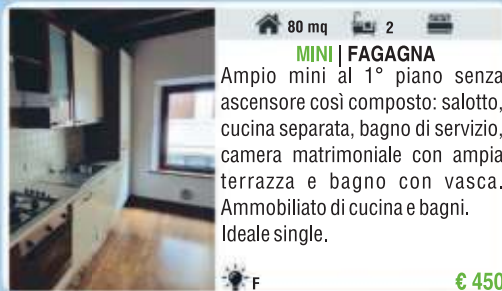 80 mq 2
MINI | FAGAGNA
Ampio mini al 1° piano senza
ascensore così composto: salotto,
cucina separata, bagno di servizio,
camera matrimoniale con ampia
terrazza e bagno con vasca.
Ammobiliato di cucina e bagni.
Ideale single.
F € 450